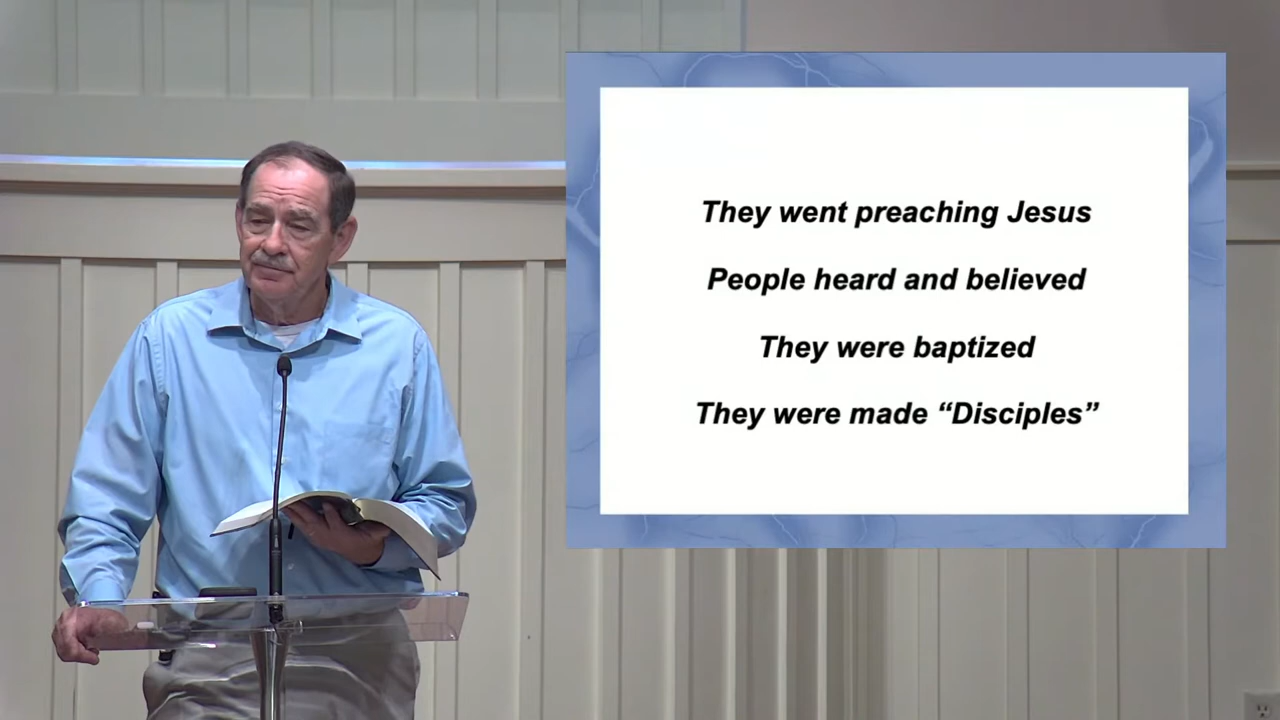 They went preaching Jesus
People heard and believed
They were baptized
They were made “Disciples”